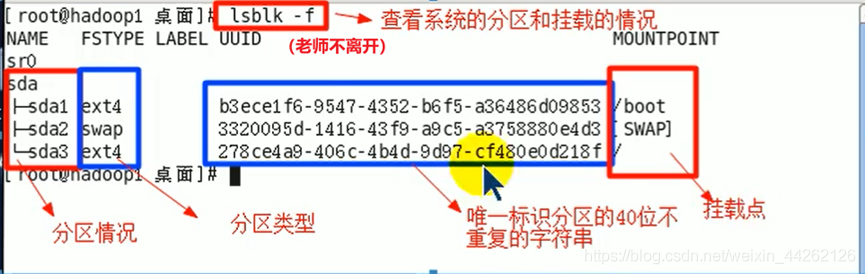 [root@hadoop1 桌面]# lsblk -f
查看系统的分区和挂载的情况
(老师不离开)
NAME FSTYPE LABEL UUID MOUNTPOINT
sr0
sda
├─sda1 ext4 b3ece1f6-9547-4352-b6f5-a36486d09853 /boot
├─sda2 swap 3320095d-1416-43f9-a9c5-a3758880e4d3 [SWAP]
└─sda3 ext4 278ce4a9-406c-4b4d-9d97-cf480e0d218f /
[root@hadoop1 桌面]#
分区情况
分区类型
唯一标识分区的40位不
重复的字符串
挂载点
https://blog.csdn.net/weixin_44262126